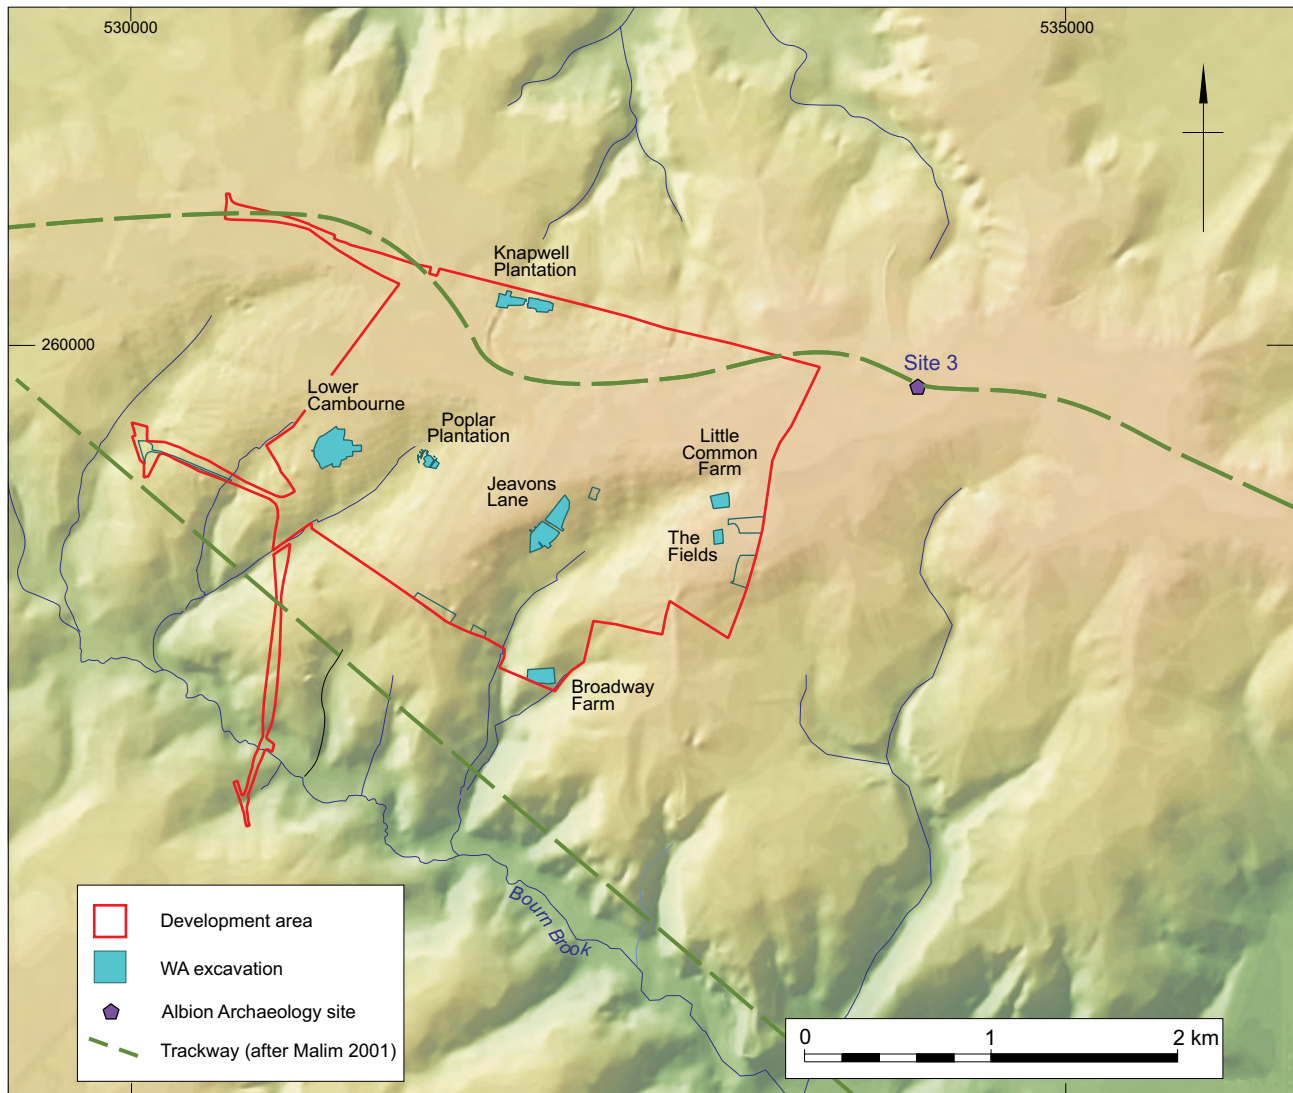 530000
535000
Knapwell
Plantation
260000
Site 3
Lower
Cambourne
Poplar
Plantation
Little
Common
Farm
Jeavons
Lane
The
Fields
Broadway
Farm
Bourn Brook
Development area
WA excavation
Albion Archaeology site
Trackway (after Malim 2001)
0 1 2 km